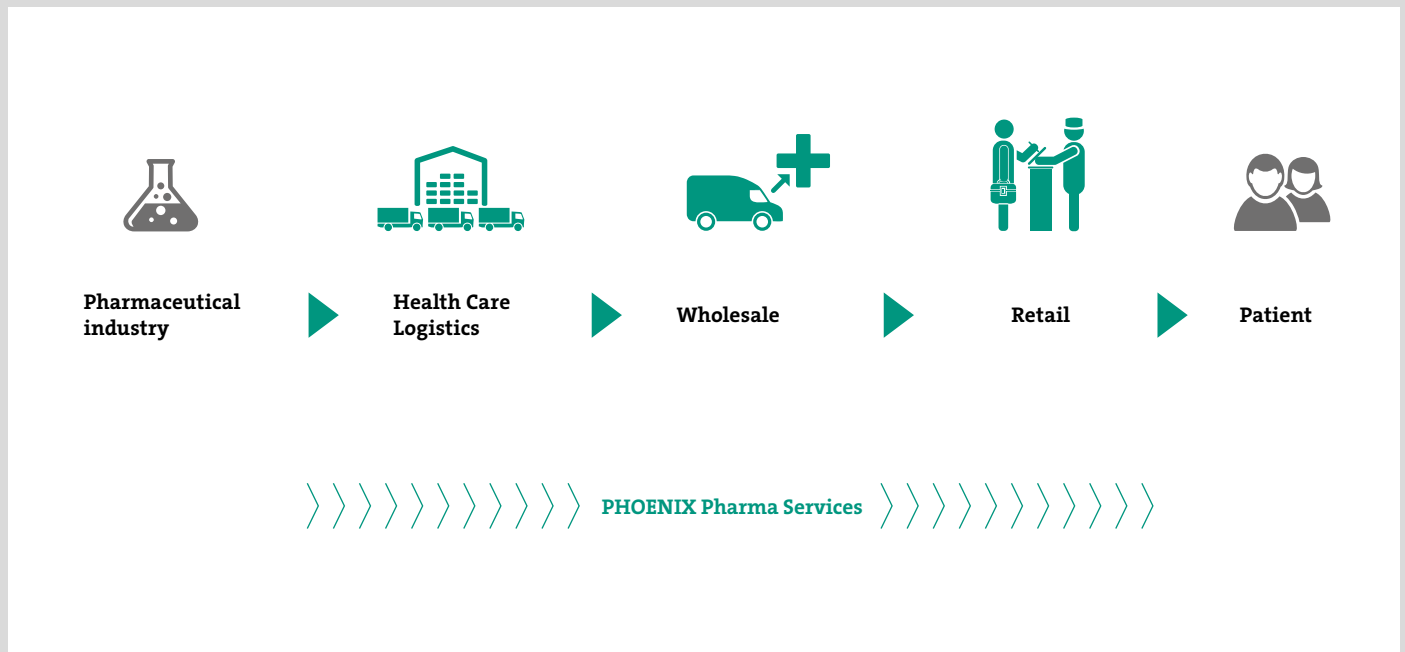 Pharmaceutical
industry
Health Care
Logistics
Wholesale
Retail
Patient
PHOENIX Pharma Services